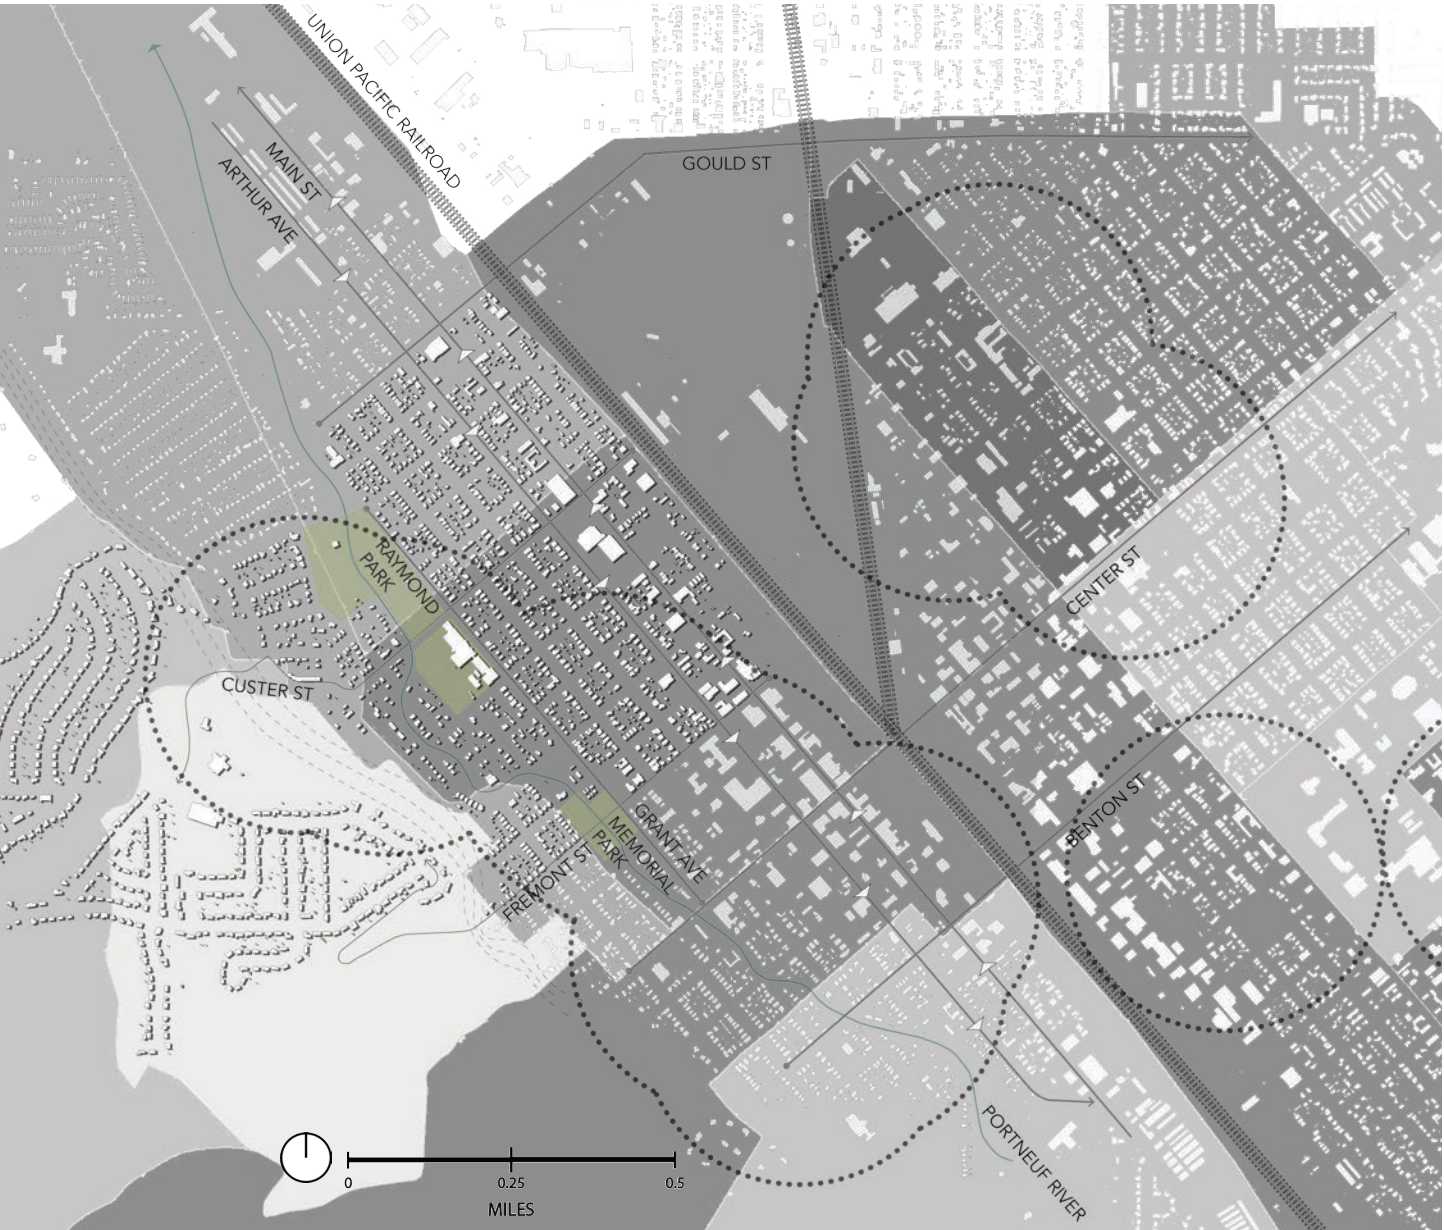 UNION PACIFIC RAILROAD
GOULD ST
MAIN ST
ARTHUR AVE
RAYMOND
PARK
CENTER ST
CUSTER ST
BENTON ST
GRANT AVE
MEMORIAL
PARK
FREMONT ST
PORTNEUF RIVER
0
0.25
0.5
MILES